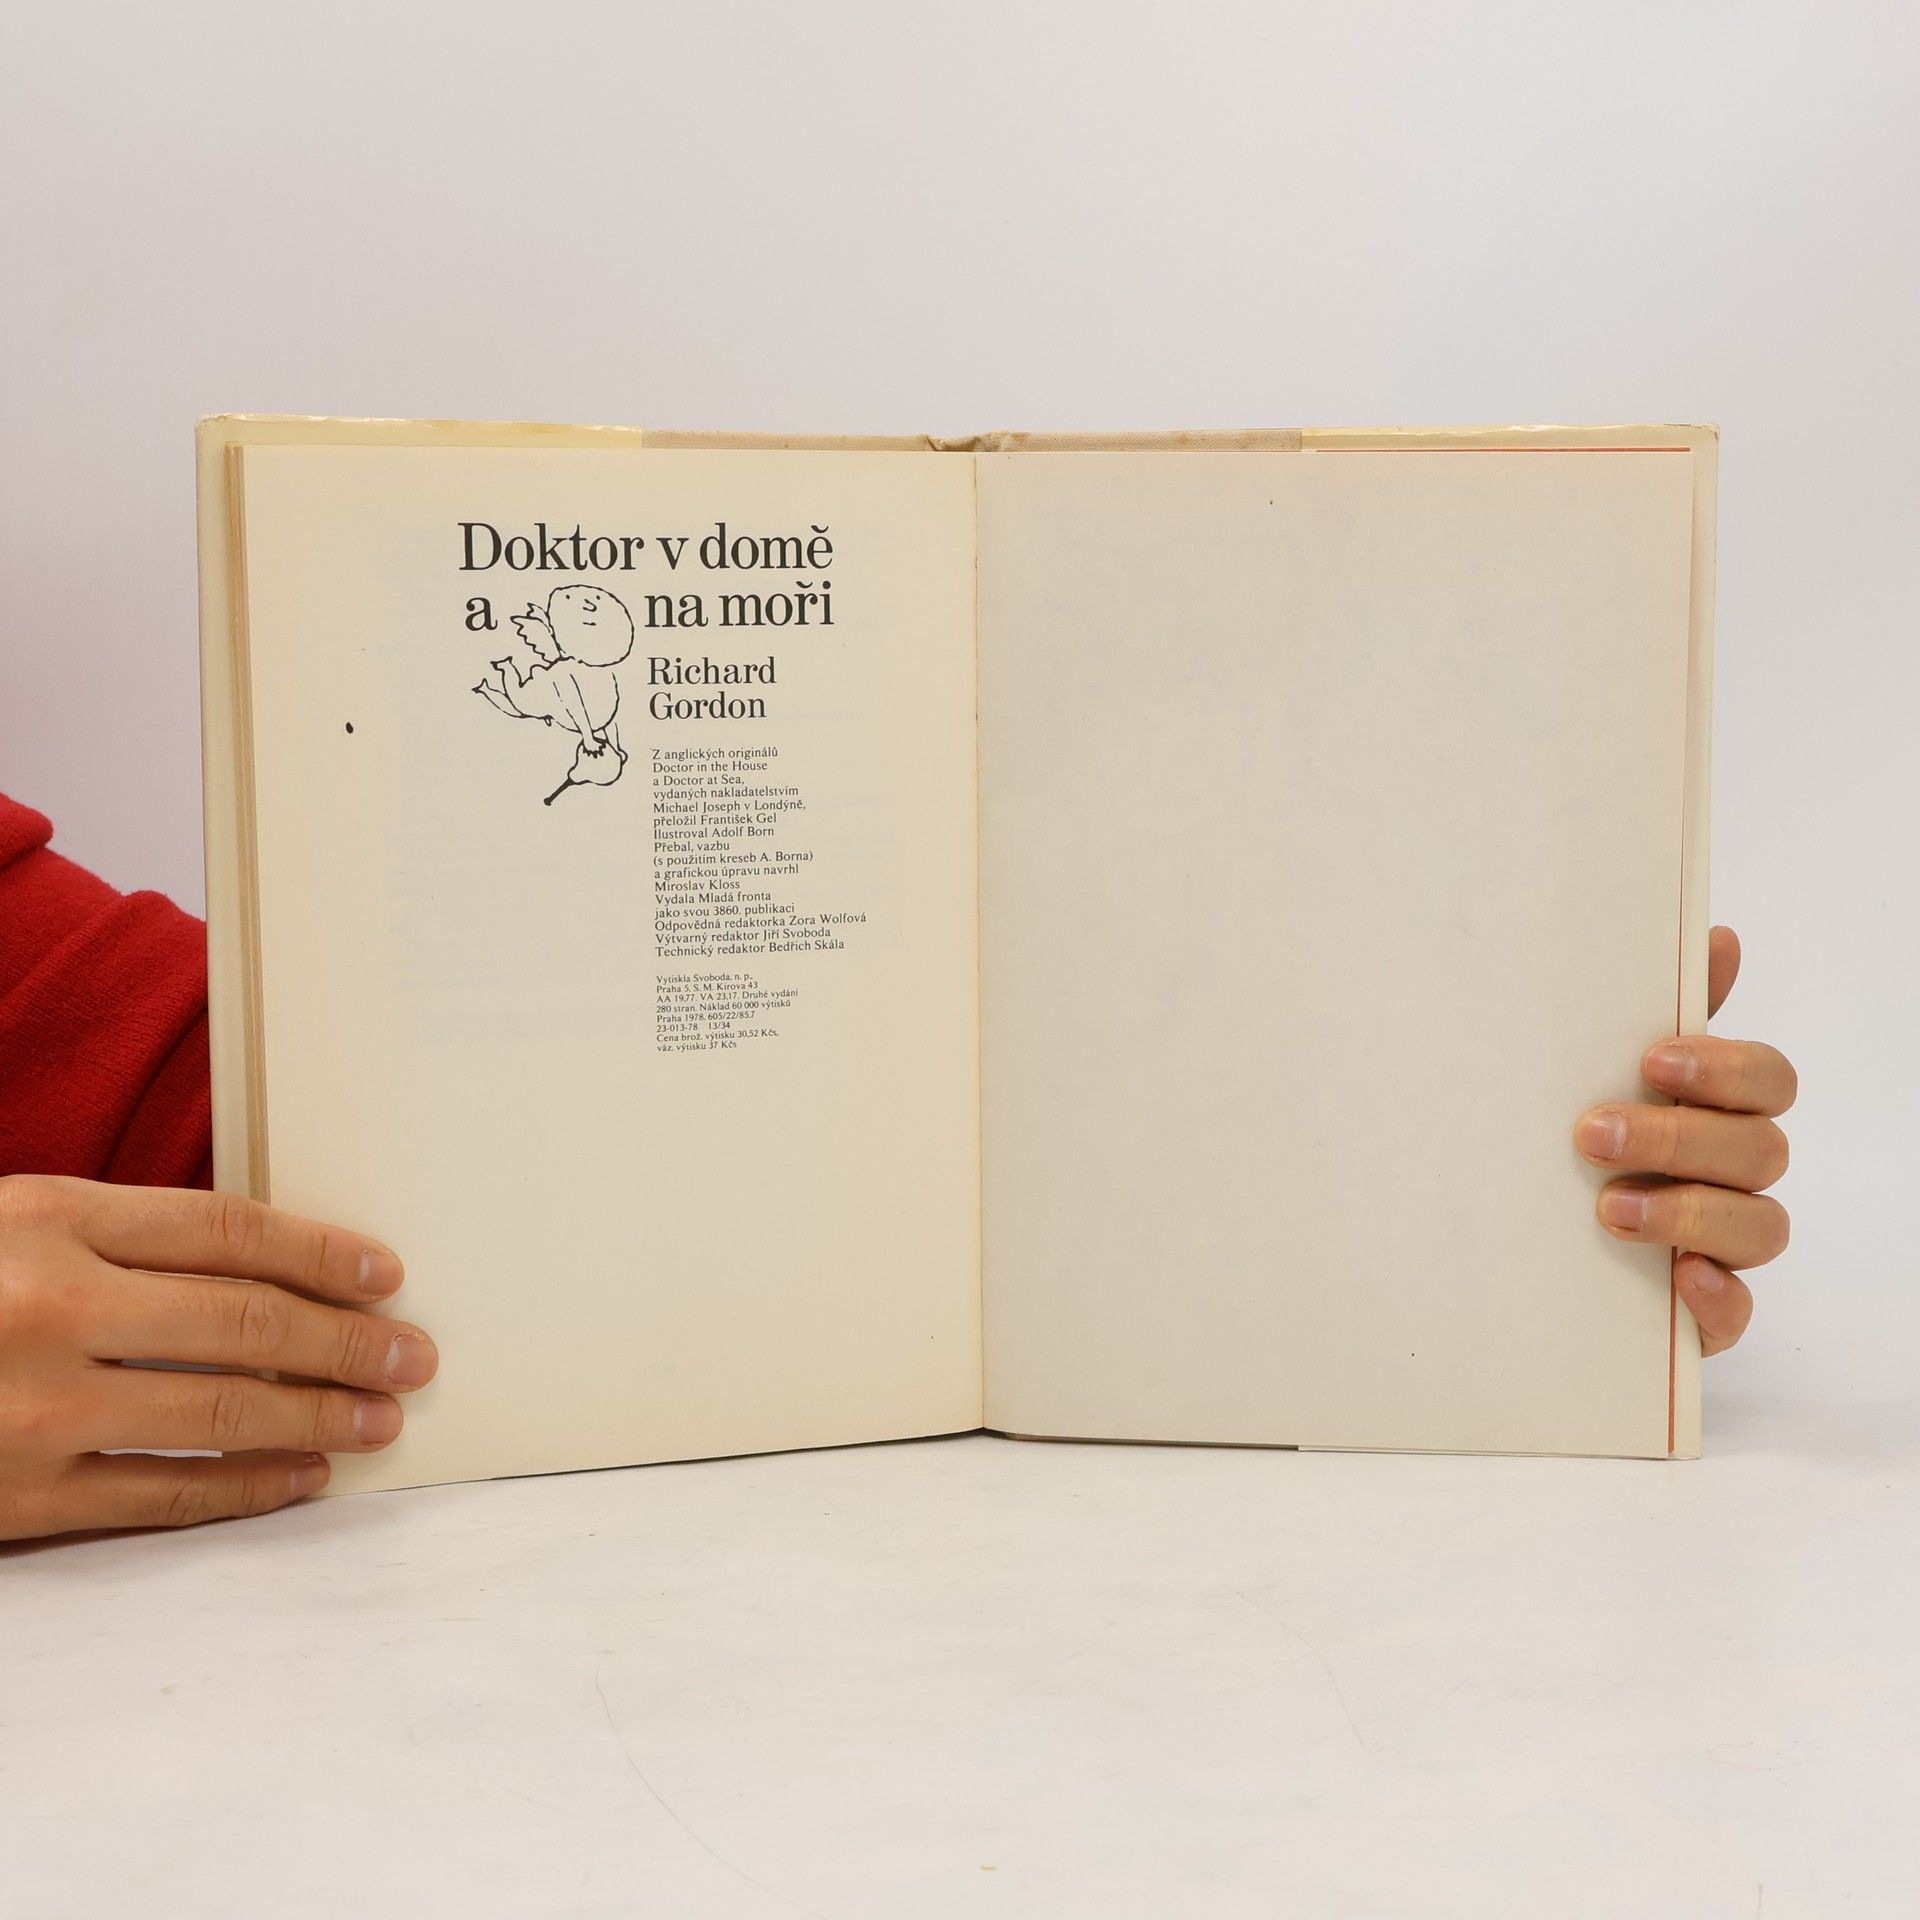 Doktor v domě
a na moři
Richard
Gordon
Z anglických originálů
Doctor in the House
a Doctor at Sea,
vydaných nakladatelstvím
Michael Joseph v Londýně,
přeložil František Gel
Ilustroval Adolf Born
Přebal, vazbu
(s použitím kreseb A. Borna)
a grafickou úpravu navrhl
Miroslav Kloss
Vydala Mladá fronta
jako svou 3860. publikaci
Odpovědná redaktorka Zora Wolfová
Výtvarný redaktor Jiří Svoboda
Technický redaktor Bedřich Skála
Vytiskla Svoboda, n. p.,
Praha 5, S. M. Kirova 43
AA 19,77. VA 23,17. Druhé vydání
280 stran. Náklad 60 000 výtisků
Praha 1978. 605/22/85.7
23-013-78 13/34
Cena brož. výtisku 30,52 Kčs,
váz. výtisku 37 Kčs